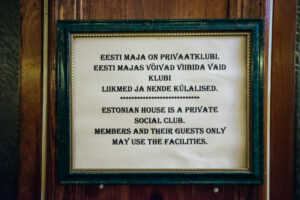 EESTI MAJA ON PRIVAATKLUBI.
EESTI MAJAS VÕIVAD VIIBIDA VAID
KLUBI
LIIKMED JA NENDE KÜLALISED.
******************************
ESTONIAN HOUSE IS A PRIVATE
SOCIAL CLUB.
MEMBERS AND THEIR GUESTS ONLY
MAY USE THE FACILITIES.